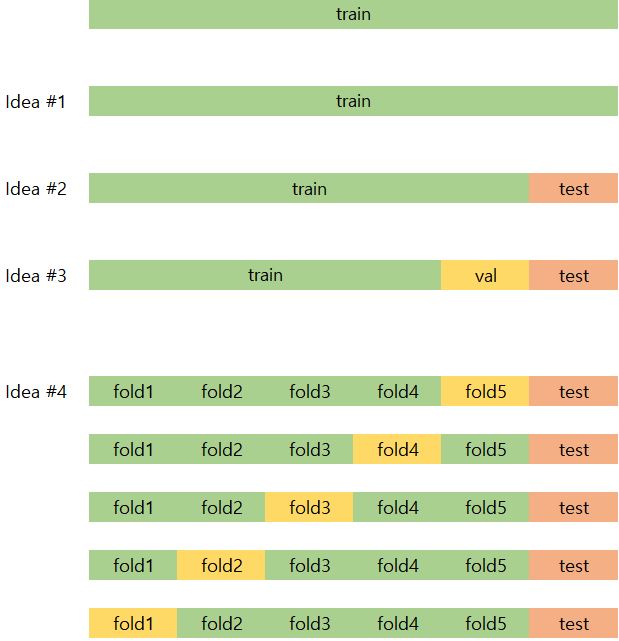 train
Idea #1 train
Idea #2 train test
Idea #3 train val test
Idea #4 fold1 fold2 fold3 fold4 fold5 test
fold1 fold2 fold3 fold4 fold5 test
fold1 fold2 fold3 fold4 fold5 test
fold1 fold2 fold3 fold4 fold5 test
fold1 fold2 fold3 fold4 fold5 test